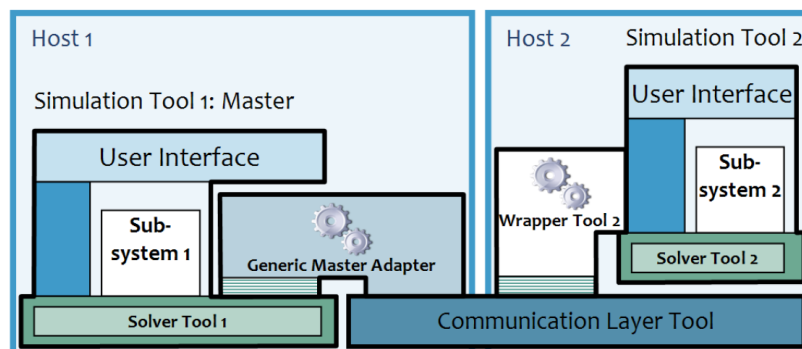 Host 1
Simulation Tool 1: Master
User Interface
Sub-
system 1
Generic Master Adapter
Solver Tool 1
Host 2
Simulation Tool 2
User Interface
Sub-
system 2
Wrapper Tool 2
Solver Tool 2
Communication Layer Tool